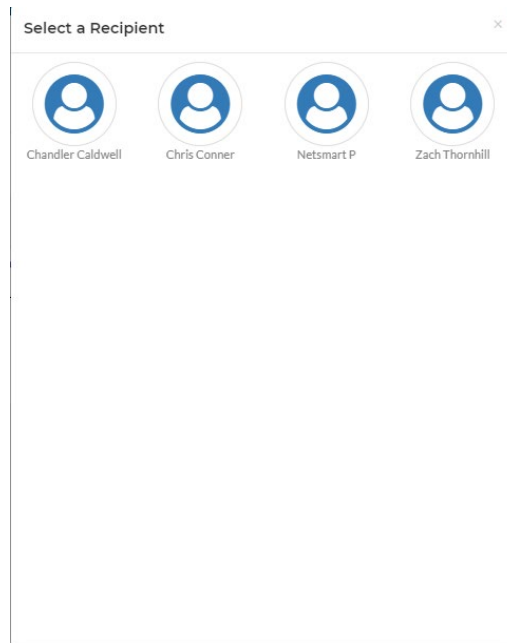 Select a Recipient
×
Chandler Caldwell
Chris Conner
Netsmart P
Zach Thornhill